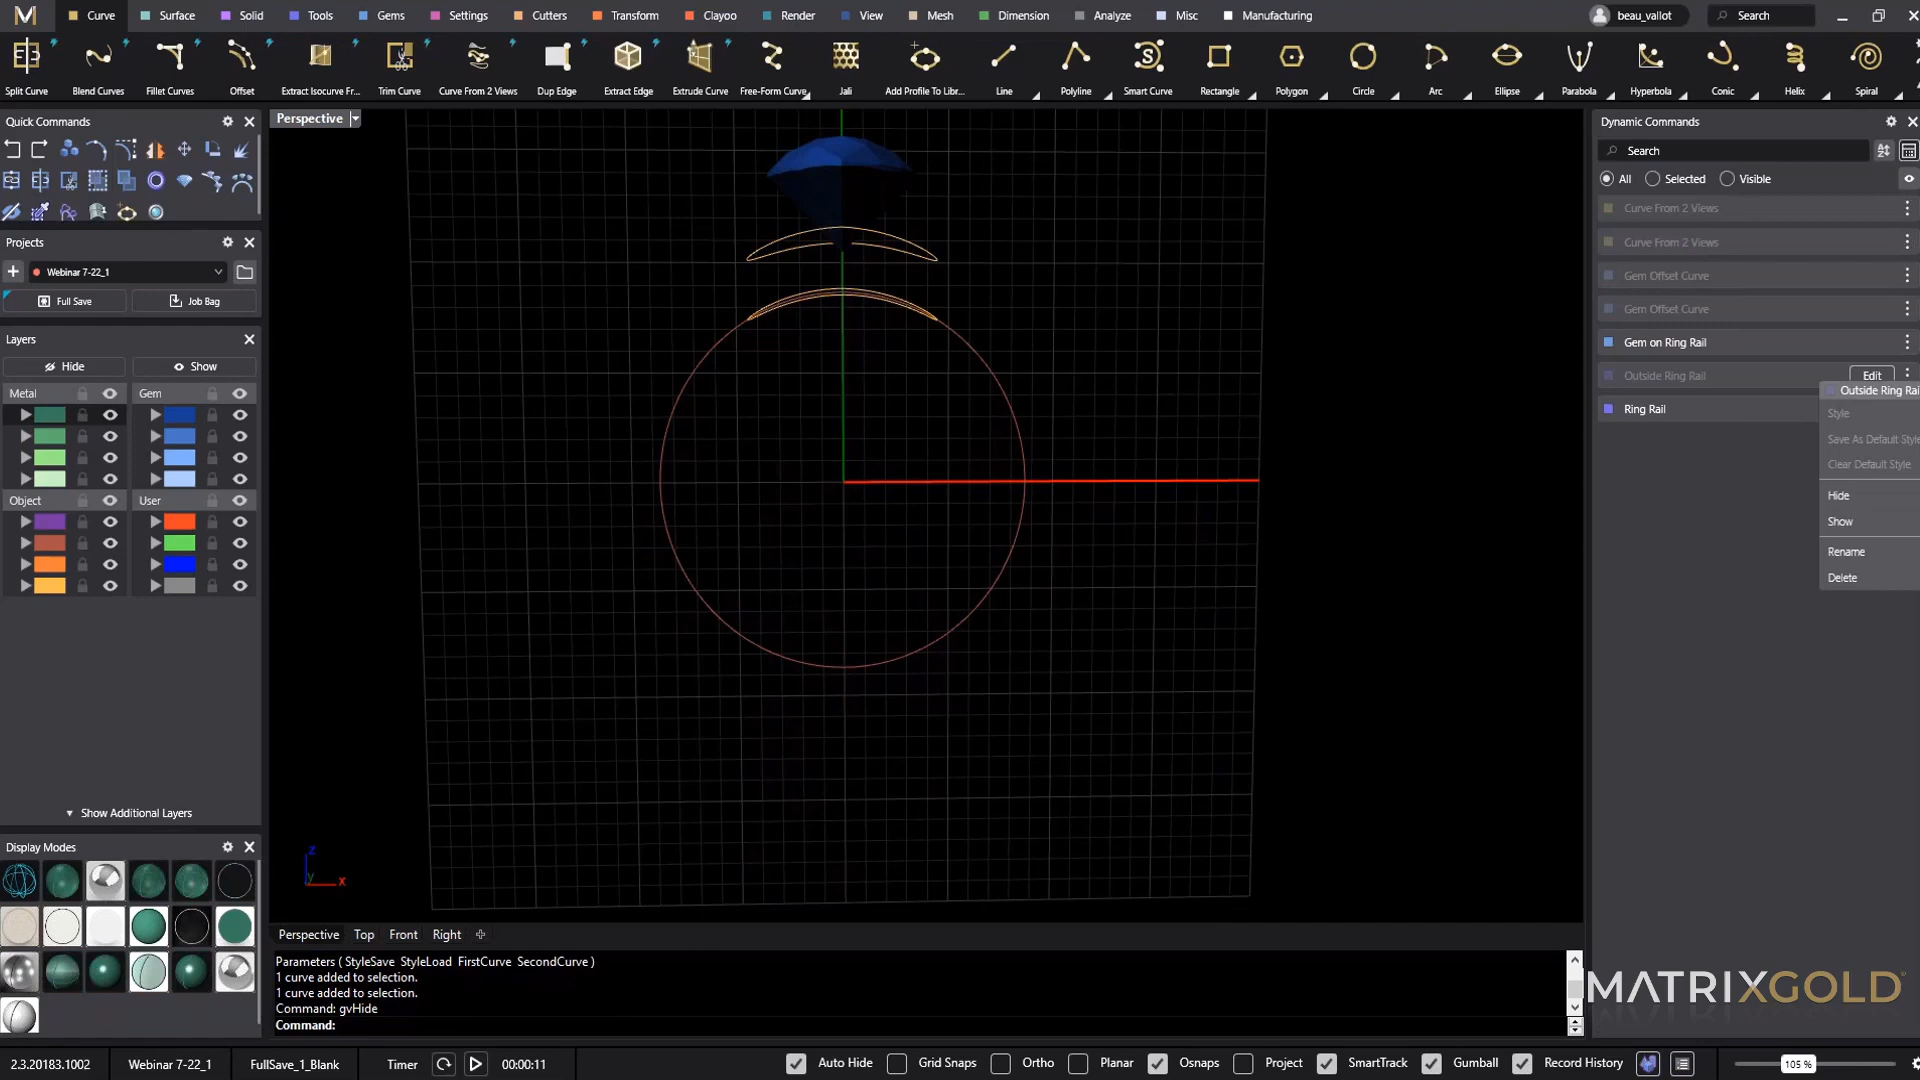 Curve Surface Solid Tools Gems Settings Cutters Transform Clayoo Render View Mesh Dimension Analyze Misc Manufacturing beau_vallot Search
Split Curve Blend Curves Fillet Curves Offset Extract Isocurve Fr... Trim Curve Curve From 2 Views Dup Edge Extract Edge Extrude Curve Free-Form Curve Jali Add Profile To Libr... Line Polyline Smart Curve Rectangle Polygon Circle Arc Ellipse Parabola Hyperbola Conic Helix Spiral
Quick Commands
Projects
Webinar 7-22_1
Full Save Job Bag
Layers
Hide Show
Metal Gem
Object User
Show Additional Layers
Display Modes
Perspective
z
y x
Perspective Top Front Right
Parameters ( StyleSave StyleLoad FirstCurve SecondCurve )
1 curve added to selection.
1 curve added to selection.
Command: gvHide
Command:
Dynamic Commands
Search
All Selected Visible
Curve From 2 Views
Curve From 2 Views
Gem Offset Curve
Gem Offset Curve
Gem on Ring Rail
Outside Ring Rail Edit
Ring Rail
Outside Ring Rai
Style
Save As Default Style
Clear Default Style
Hide
Show
Rename
Delete
MATRIXGOLD
2.3.20183.1002 Webinar 7-22_1 FullSave_1_Blank Timer 00:00:11 Auto Hide Grid Snaps Ortho Planar Osnaps Project SmartTrack Gumball Record History 105 %